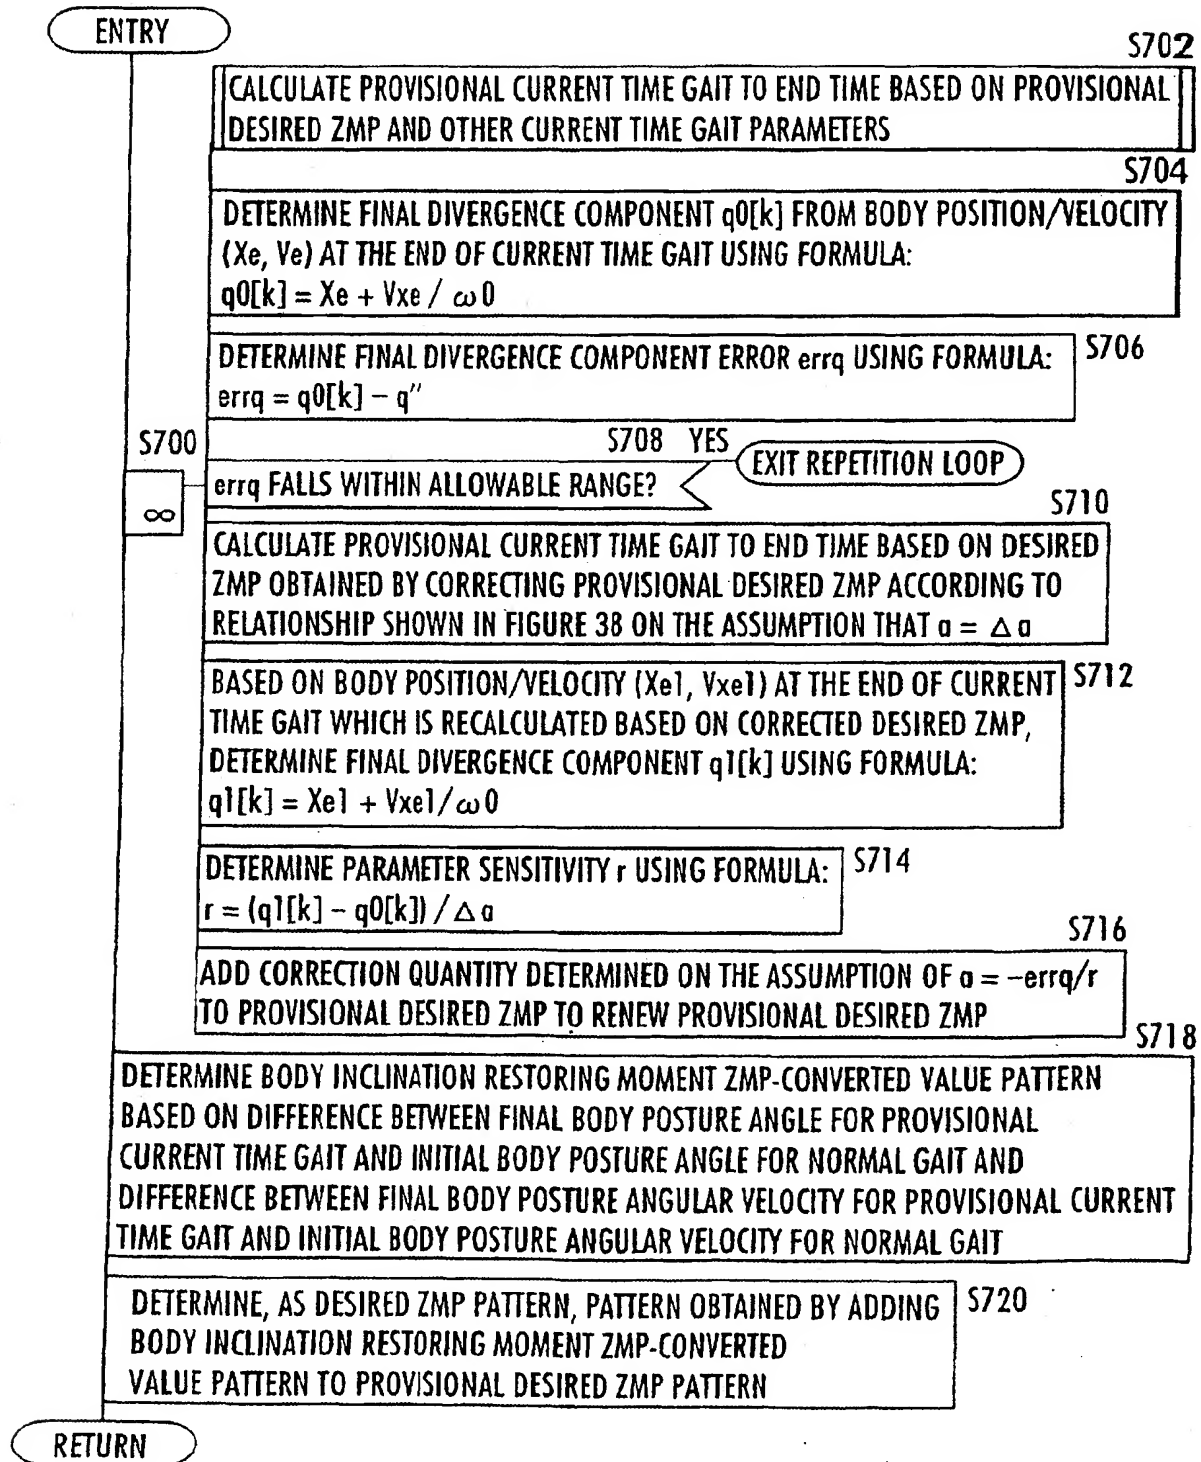 ENTRY
S702
CALCULATE PROVISIONAL CURRENT TIME GAIT TO END TIME BASED ON PROVISIONAL
DESIRED ZMP AND OTHER CURRENT TIME GAIT PARAMETERS
S704
DETERMINE FINAL DIVERGENCE COMPONENT q0[k] FROM BODY POSITION/VELOCITY
(Xe, Ve) AT THE END OF CURRENT TIME GAIT USING FORMULA:
q0[k] = Xe + Vxe / ω0
DETERMINE FINAL DIVERGENCE COMPONENT ERROR errq USING FORMULA:
errq = q0[k] − q″
S706
S700
∞
S708 YES
errq FALLS WITHIN ALLOWABLE RANGE?
EXIT REPETITION LOOP
S710
CALCULATE PROVISIONAL CURRENT TIME GAIT TO END TIME BASED ON DESIRED
ZMP OBTAINED BY CORRECTING PROVISIONAL DESIRED ZMP ACCORDING TO
RELATIONSHIP SHOWN IN FIGURE 38 ON THE ASSUMPTION THAT a = Δa
BASED ON BODY POSITION/VELOCITY (Xe1, Vxe1) AT THE END OF CURRENT
TIME GAIT WHICH IS RECALCULATED BASED ON CORRECTED DESIRED ZMP,
DETERMINE FINAL DIVERGENCE COMPONENT q1[k] USING FORMULA:
q1[k] = Xe1 + Vxe1/ω0
S712
DETERMINE PARAMETER SENSITIVITY r USING FORMULA:
r = (q1[k] − q0[k]) / Δa
S714
S716
ADD CORRECTION QUANTITY DETERMINED ON THE ASSUMPTION OF a = −errq/r
TO PROVISIONAL DESIRED ZMP TO RENEW PROVISIONAL DESIRED ZMP
S718
DETERMINE BODY INCLINATION RESTORING MOMENT ZMP-CONVERTED VALUE PATTERN
BASED ON DIFFERENCE BETWEEN FINAL BODY POSTURE ANGLE FOR PROVISIONAL
CURRENT TIME GAIT AND INITIAL BODY POSTURE ANGLE FOR NORMAL GAIT AND
DIFFERENCE BETWEEN FINAL BODY POSTURE ANGULAR VELOCITY FOR PROVISIONAL CURRENT
TIME GAIT AND INITIAL BODY POSTURE ANGULAR VELOCITY FOR NORMAL GAIT
DETERMINE, AS DESIRED ZMP PATTERN, PATTERN OBTAINED BY ADDING
BODY INCLINATION RESTORING MOMENT ZMP-CONVERTED
VALUE PATTERN TO PROVISIONAL DESIRED ZMP PATTERN
S720
RETURN